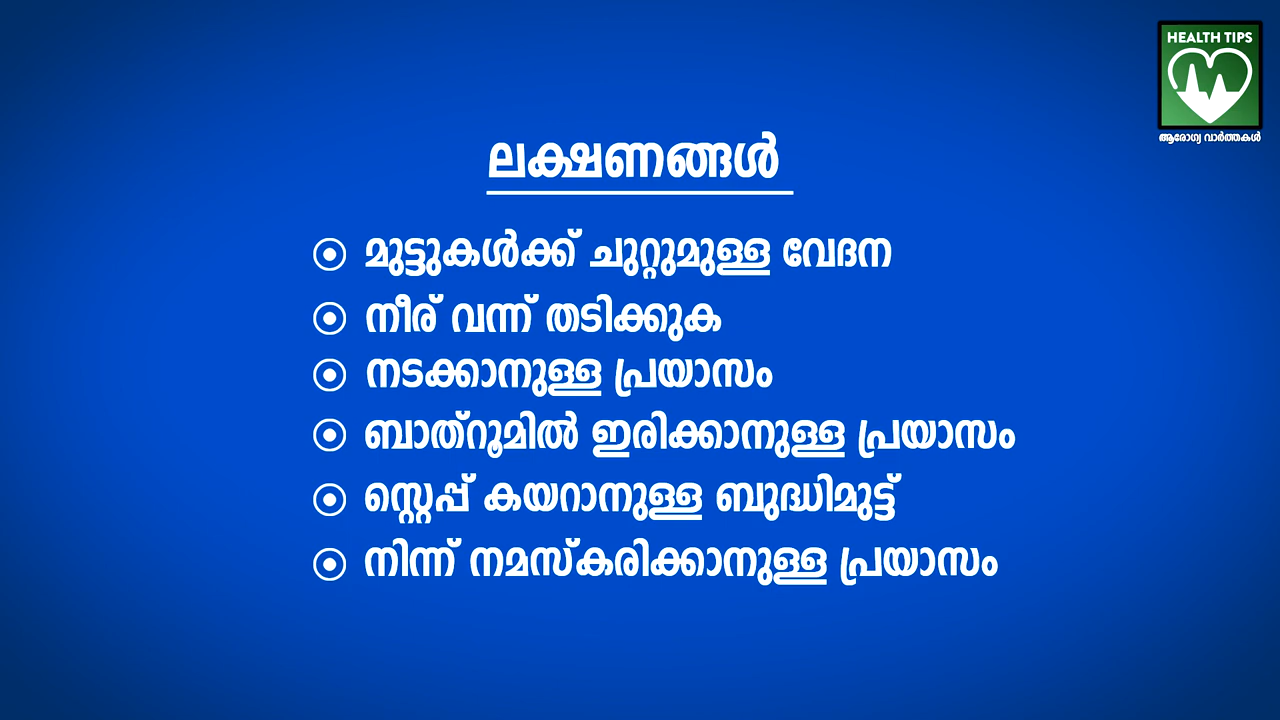 HEALTH TIPS
ആരോഗ്യ വാർത്തകൾ
ലക്ഷണങ്ങൾ
മുട്ടുകൾക്ക് ചുറ്റുമുള്ള വേദന
നീര് വന്ന് തടിക്കുക
നടക്കാനുള്ള പ്രയാസം
ബാത്റൂമിൽ ഇരിക്കാനുള്ള പ്രയാസം
സ്റ്റെപ്പ് കയറാനുള്ള ബുദ്ധിമുട്ട്
നിന്ന് നമസ്കരിക്കാനുള്ള പ്രയാസം